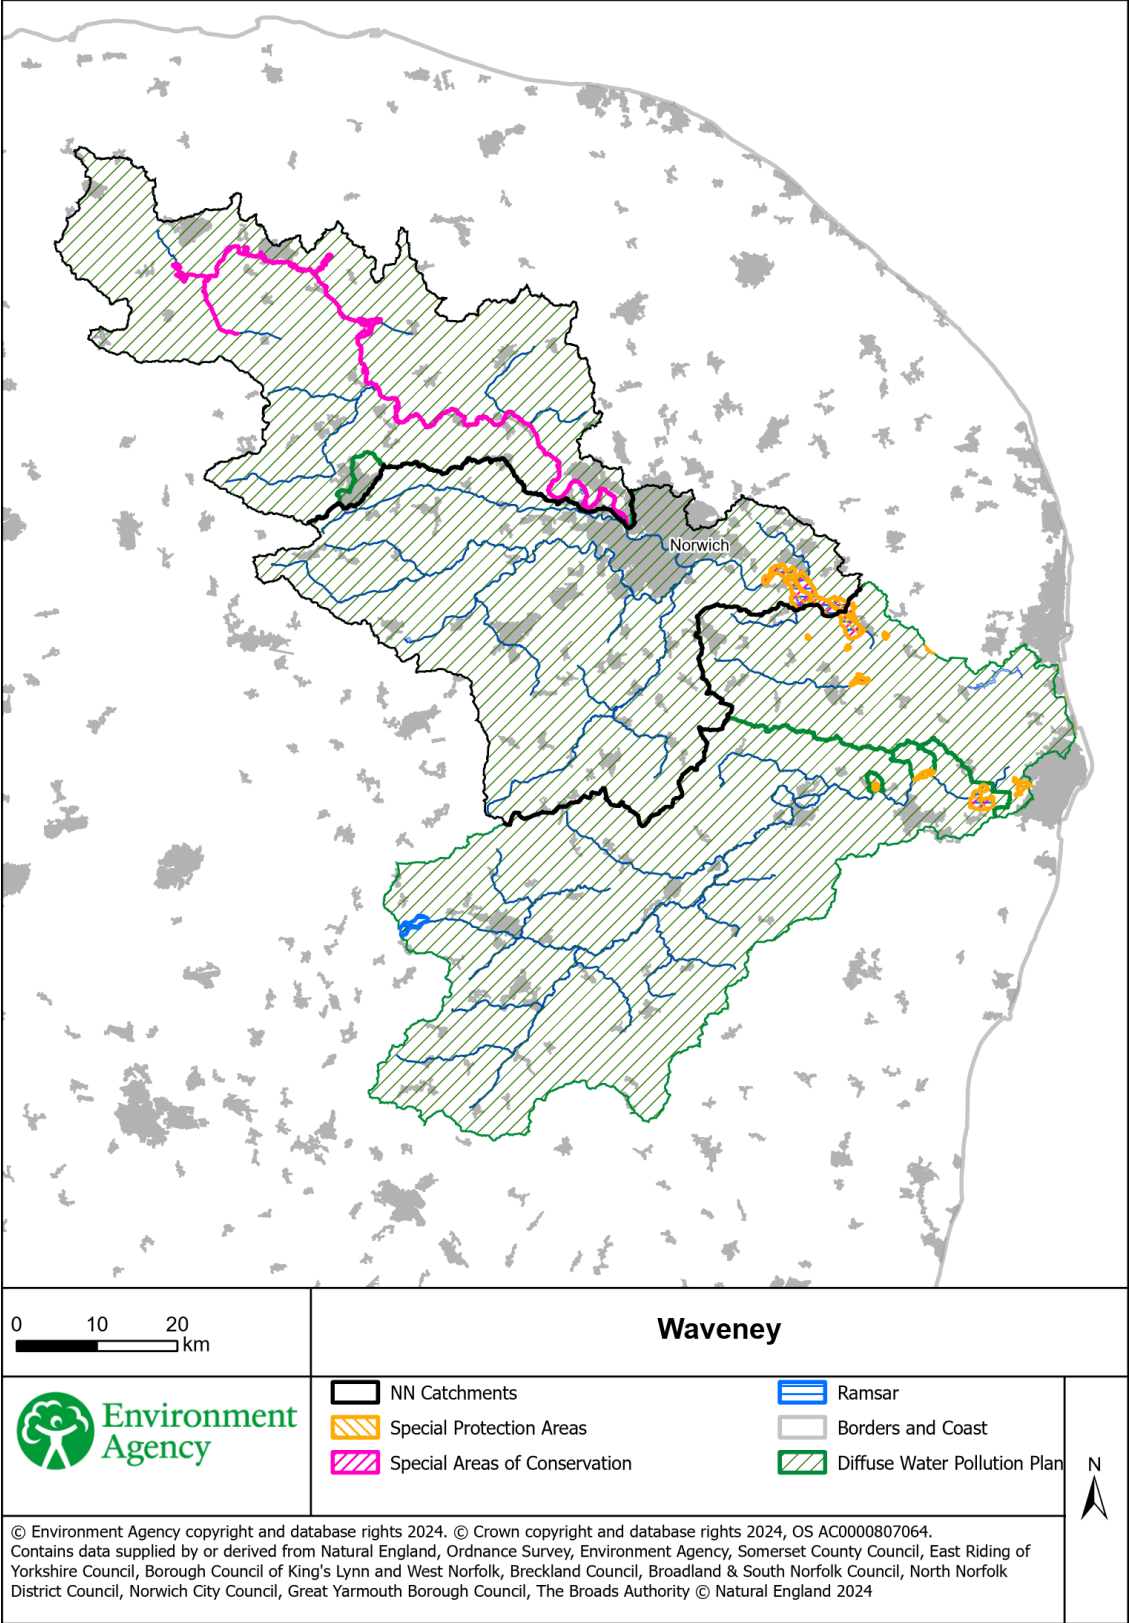 Norwich
0 10 20
km
Waveney
Environment
Agency
NN Catchments
Special Protection Areas
Special Areas of Conservation
Ramsar
Borders and Coast
Diffuse Water Pollution Plan
N
© Environment Agency copyright and database rights 2024. © Crown copyright and database rights 2024, OS AC0000807064.
Contains data supplied by or derived from Natural England, Ordnance Survey, Environment Agency, Somerset County Council, East Riding of
Yorkshire Council, Borough Council of King's Lynn and West Norfolk, Breckland Council, Broadland & South Norfolk Council, North Norfolk
District Council, Norwich City Council, Great Yarmouth Borough Council, The Broads Authority © Natural England 2024